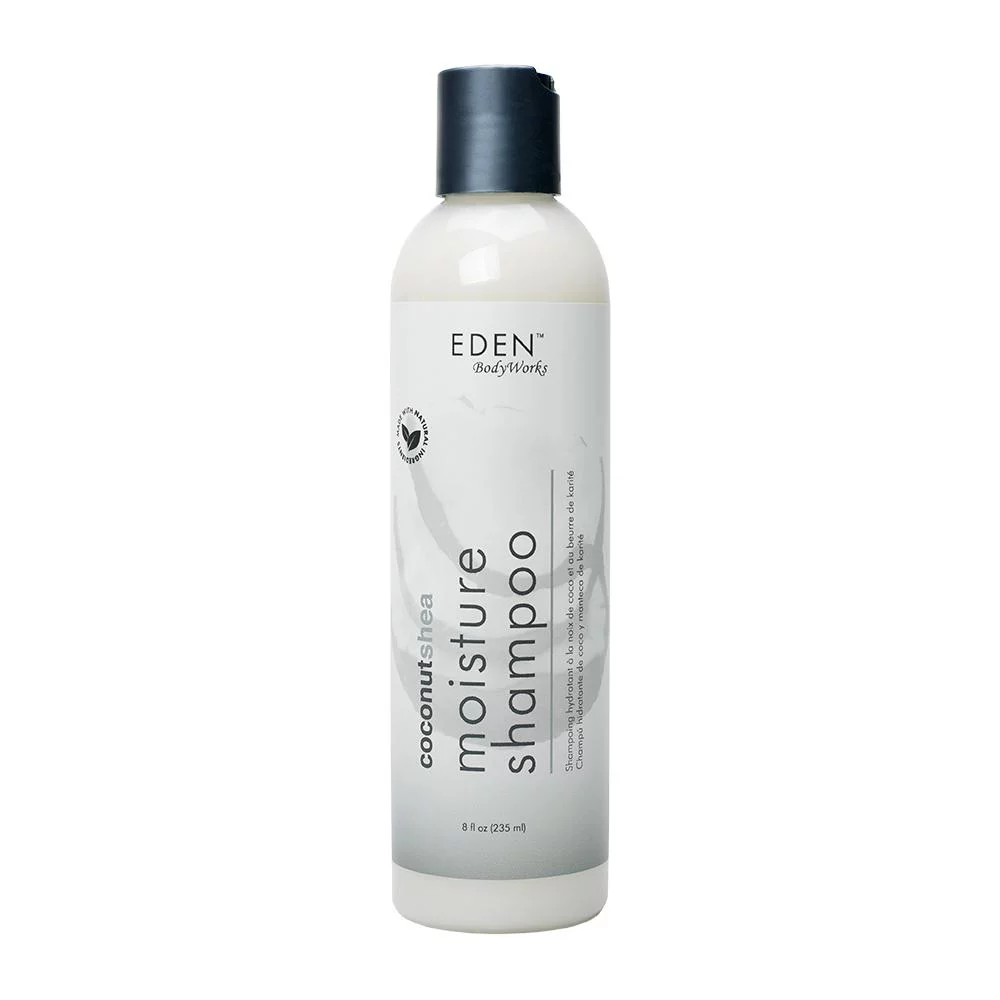 EDEN™
BodyWorks
MADE WITH NATURAL INGREDIENTS
coconutshea
moisture
shampoo
Shampoing hydratant à la noix de coco et au beurre de karité
Champú hidratante de coco y manteca de karité
8 fl oz (235 ml)